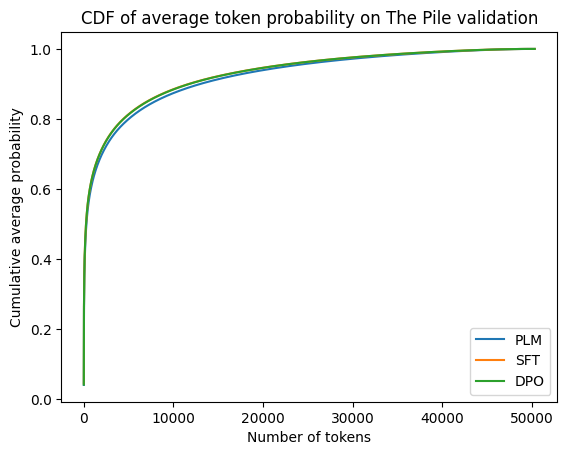 CDF of average token probability on The Pile validation
Cumulative average probability
1.0
0.8
0.6
0.4
0.2
0.0
0
10000
20000
30000
40000
50000
Number of tokens
PLM
SFT
DPO